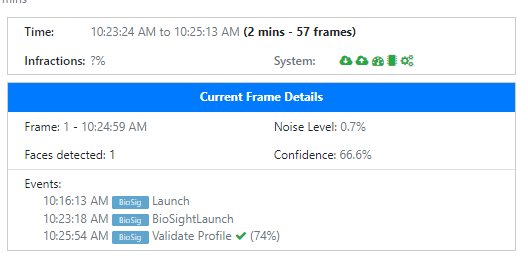 mins
Time: 10:23:24 AM to 10:25:13 AM (2 mins - 57 frames)
Infractions: ?% System:
Current Frame Details
Frame: 1 - 10:24:59 AM Noise Level: 0.7%
Faces detected: 1 Confidence: 66.6%
Events:
10:16:13 AM BioSig Launch
10:23:18 AM BioSig BioSightLaunch
10:25:54 AM BioSig Validate Profile ✔ (74%)